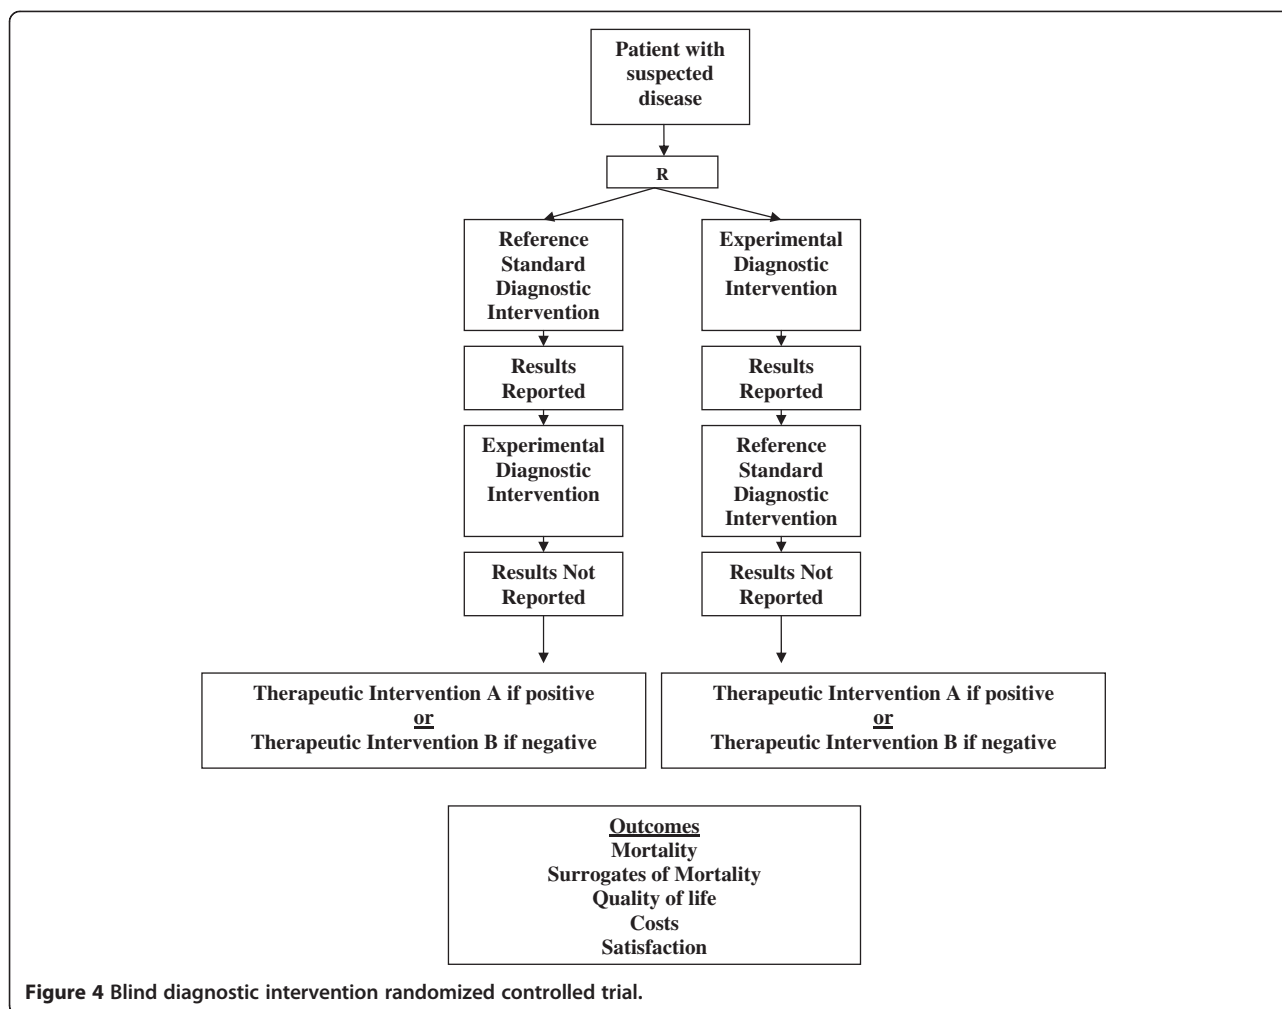 Patient with
suspected
disease
R
Reference
Standard
Diagnostic
Intervention
Experimental
Diagnostic
Intervention
Results
Reported
Results
Reported
Experimental
Diagnostic
Intervention
Reference
Standard
Diagnostic
Intervention
Results Not
Reported
Results Not
Reported
Therapeutic Intervention A if positive
or
Therapeutic Intervention B if negative
Therapeutic Intervention A if positive
or
Therapeutic Intervention B if negative
Outcomes
Mortality
Surrogates of Mortality
Quality of life
Costs
Satisfaction
Figure 4 Blind diagnostic intervention randomized controlled trial.